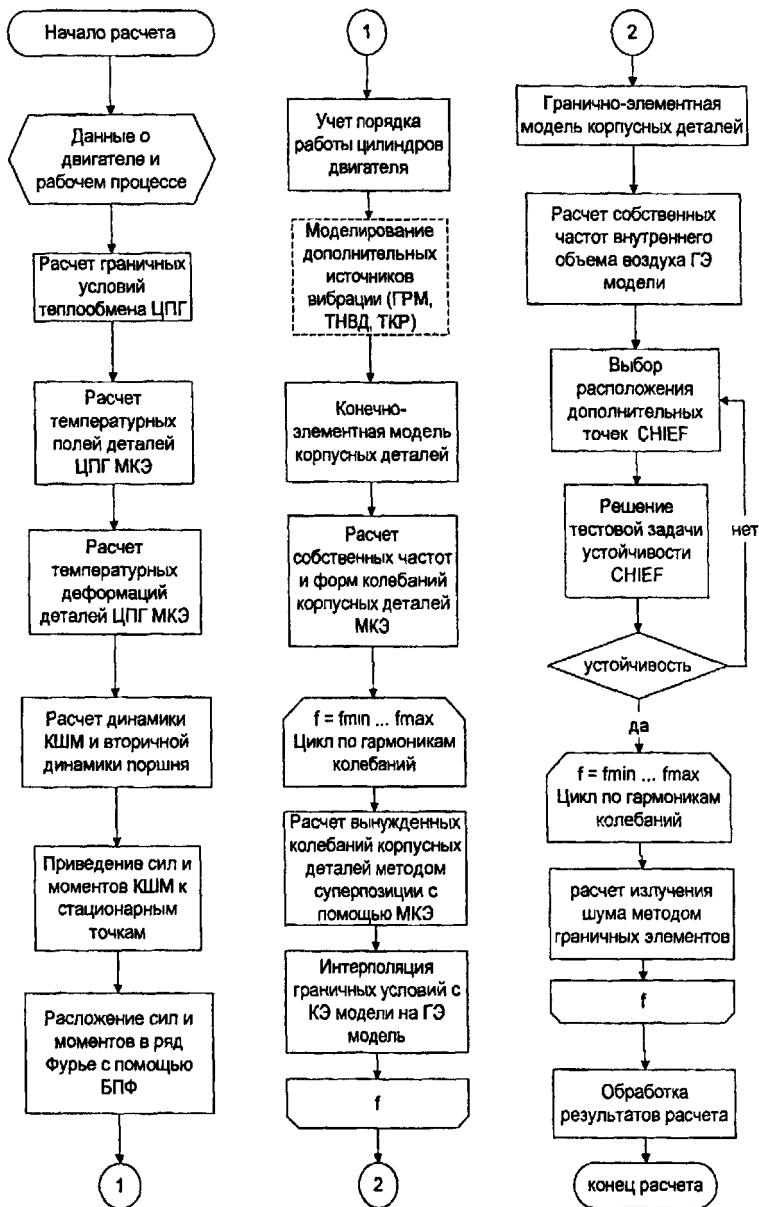 Начало расчета
Данные о
двигателе и
рабочем процессе
Расчет граничных
условий
теплообмена ЦПГ
Расчет
температурных
полей деталей
ЦПГ МКЭ
Расчет
температурных
деформаций
деталей ЦПГ МКЭ
Расчет динамики
КШМ и вторичной
динамики поршня
Приведение сил и
моментов КШМ к
стационарным
точкам
Расложение сил и
моментов в ряд
Фурье с помощью
БПФ
1
1
Учет порядка
работы цилиндров
двигателя
Моделирование
дополнительных
источников
вибрации (ГРМ,
ТНВД, ТКР)
Конечно-
элементная модель
корпусных деталей
Расчет
собственных частот
и форм колебаний
корпусных деталей
МКЭ
f = fmin ... fmax
Цикл по гармоникам
колебаний
Расчет вынужденных
колебаний корпусных
деталей методом
суперпозиции с
помощью МКЭ
Интерполяция
граничных условий с
КЭ модели на ГЭ
модель
f
2
2
Гранично-элементная
модель корпусных деталей
Расчет собственных
частот внутреннего
объема воздуха ГЭ
модели
Выбор
расположения
дополнительных
точек CHIEF
Решение
тестовой задачи
устойчивости
CHIEF
нет
устойчивость
да
f = fmin ... fmax
Цикл по гармоникам
колебаний
расчет излучения
шума методом
граничных элементов
f
Обработка
результатов расчета
конец расчета